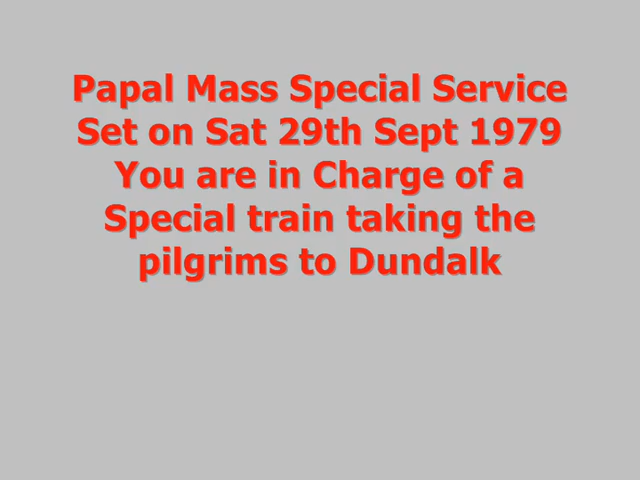 Papal Mass Special Service
Set on Sat 29th Sept 1979
You are in Charge of a
Special train taking the
pilgrims to Dundalk